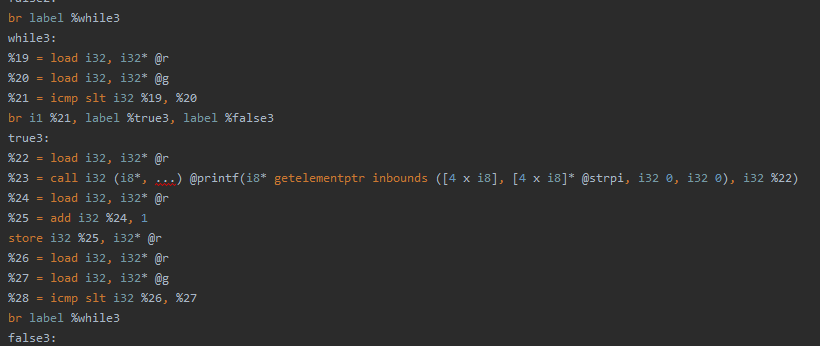 false2:
br label %while3
while3:
%19 = load i32, i32* @r
%20 = load i32, i32* @g
%21 = icmp slt i32 %19, %20
br i1 %21, label %true3, label %false3
true3:
%22 = load i32, i32* @r
%23 = call i32 (i8*, ...) @printf(i8* getelementptr inbounds ([4 x i8], [4 x i8]* @strpi, i32 0, i32 0), i32 %22)
%24 = load i32, i32* @r
%25 = add i32 %24, 1
store i32 %25, i32* @r
%26 = load i32, i32* @r
%27 = load i32, i32* @g
%28 = icmp slt i32 %26, %27
br label %while3
false3: